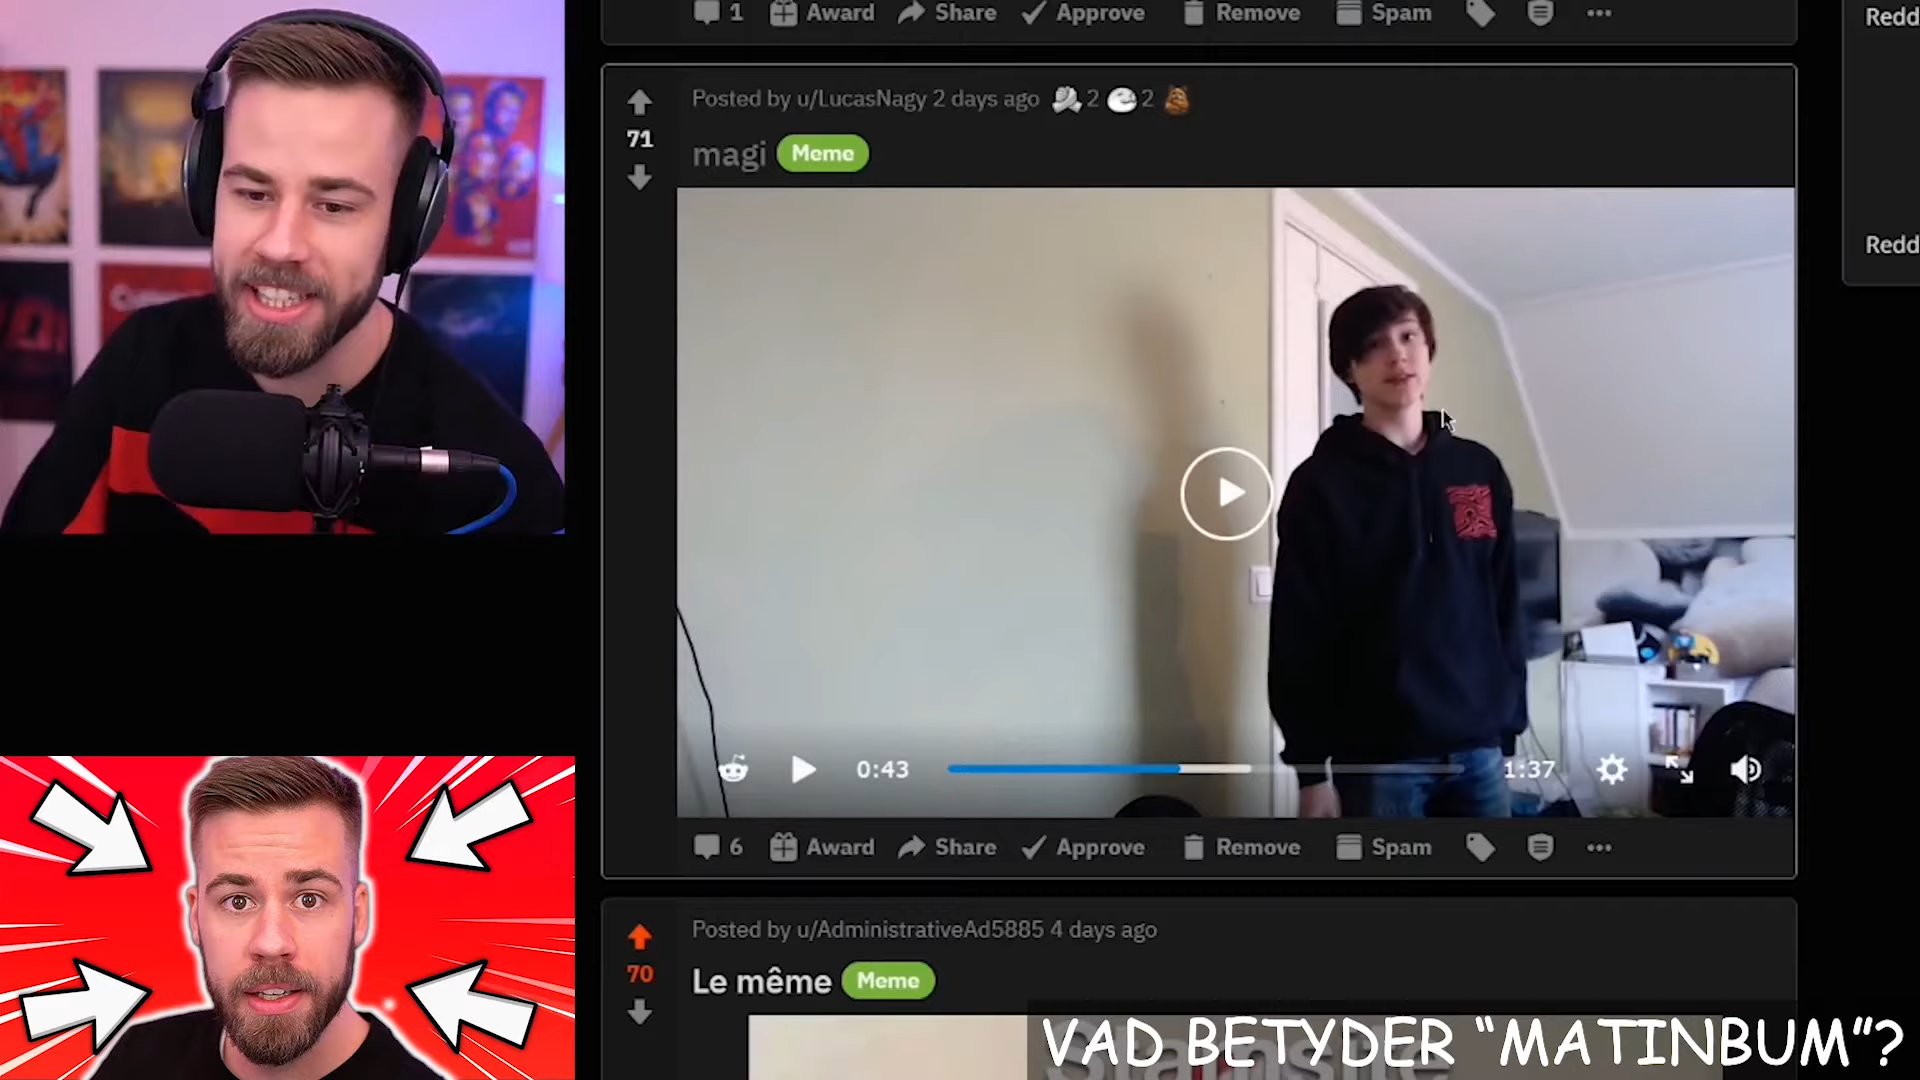 1 Award Share Approve Remove Spam
Redd
Posted by u/LucasNagy 2 days ago 2 2
71
magi Meme
Redd
0:43 1:37
6 Award Share Approve Remove Spam
Posted by u/AdministrativeAd5885 4 days ago
70
Le même Meme
VAD BETYDER “MATINBUM”?